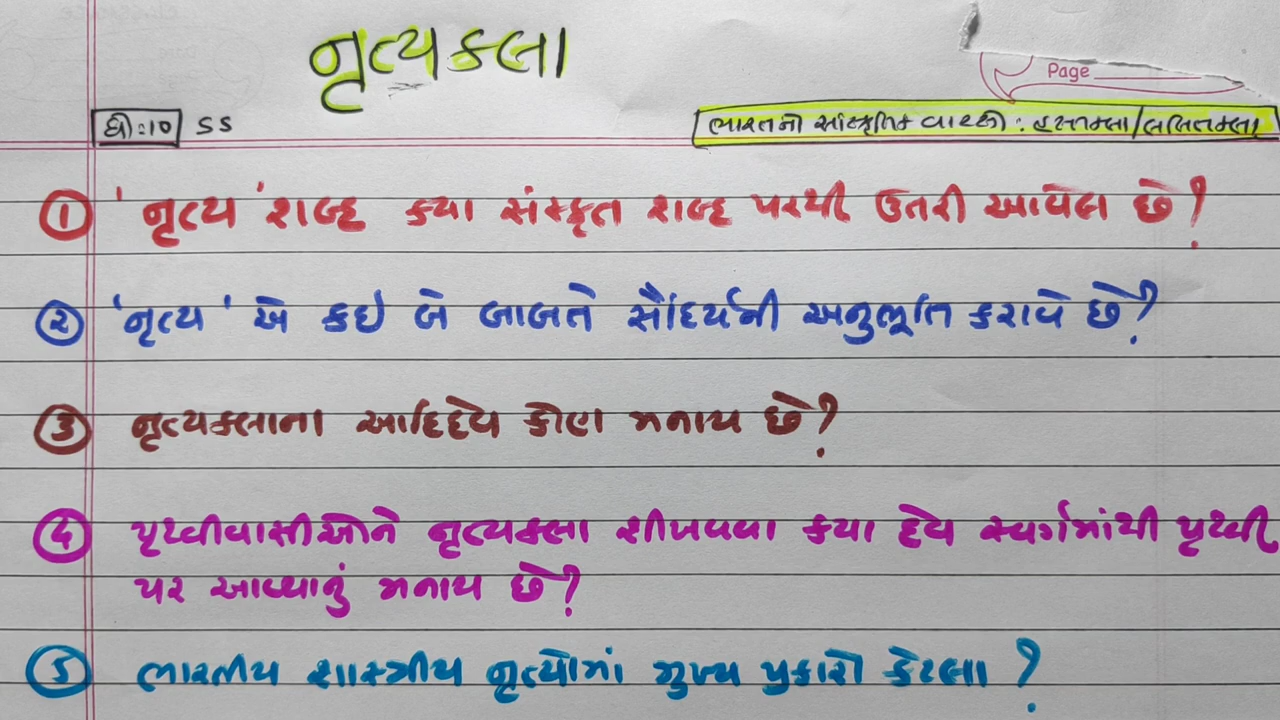 નૃત્યકલા
Page
ધો:૧૦ SS
ભારતનો સાંસ્કૃતિક વારસો : હસ્તકલા/લલિતકલા
૧ 'નૃત્ય' શબ્દ કયા સંસ્કૃત શબ્દ પરથી ઉતરી આવેલ છે?
૨ 'નૃત્ય' એ કઇ બે બાબતે સૌંદર્યની અનુભૂતિ કરાવે છે?
૩ નૃત્યકલાના આદિદેવ કોણ મનાય છે?
૪ પૃથ્વીવાસીઓને નૃત્યકલા શીખવવા કયા દેવ સ્વર્ગમાંથી પૃથ્વી
પર આવ્યાનું મનાય છે?
૫ ભારતીય શાસ્ત્રીય નૃત્યોમાં મુખ્ય પ્રકારો કેટલા ?